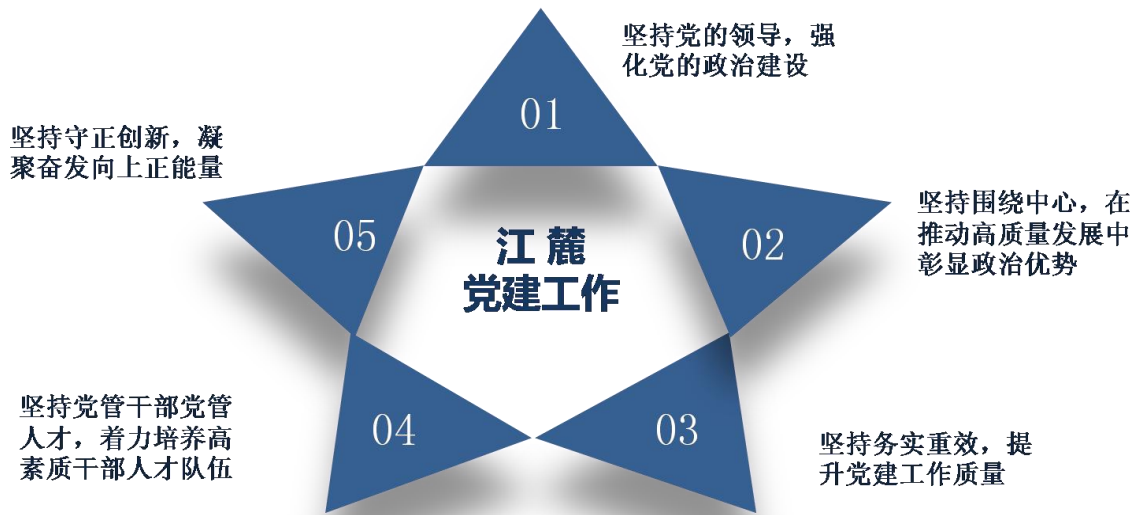 01
坚持党的领导，强
化党的政治建设
02
坚持围绕中心，在
推动高质量发展中
彰显政治优势
03
坚持务实重效，提
升党建工作质量
04
坚持党管干部党管
人才，着力培养高
素质干部人才队伍
05
坚持守正创新，凝
聚奋发向上正能量
江 麓
党建工作